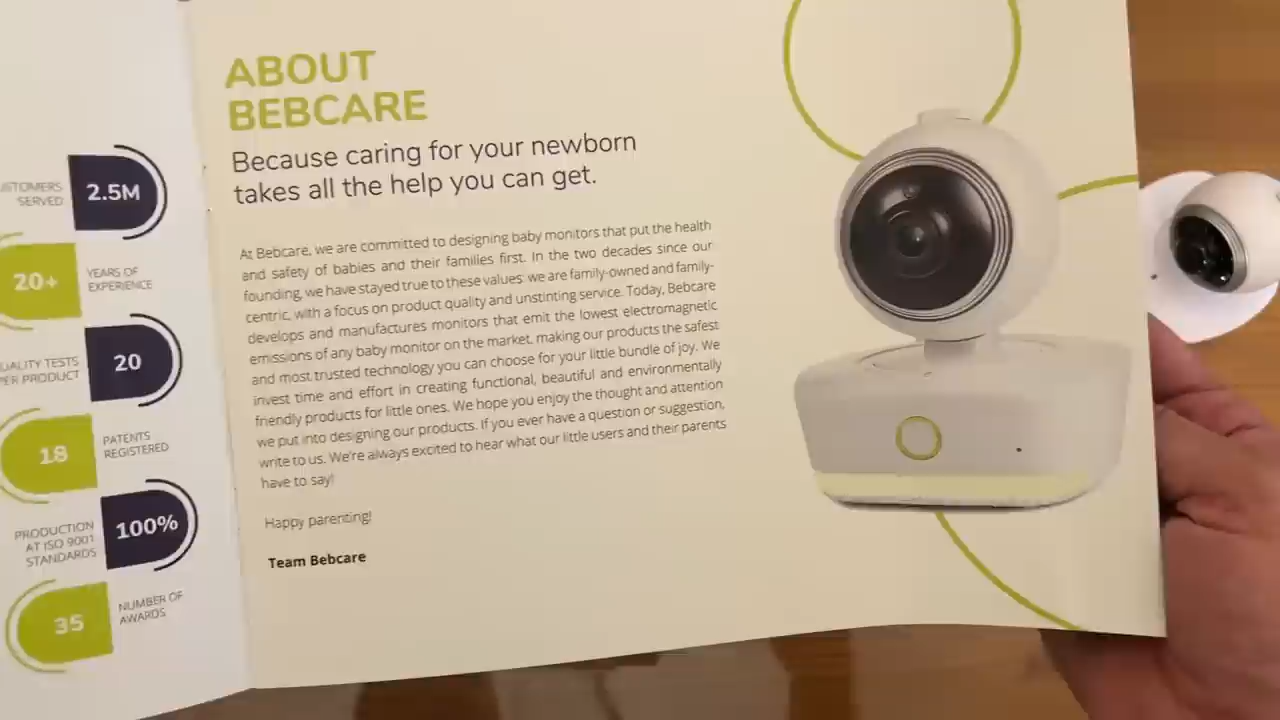 SERVED
2.5M
20+
YEARS OF
EXPERIENCE
TESTS
PRODUCT
20
18
PATENTS
REGISTERED
PRODUCTION
AT ISO 9001
STANDARDS
100%
35
NUMBER OF
AWARDS
ABOUT
BEBCARE
Because caring for your newborn
takes all the help you can get.
At Bebcare, we are committed to designing baby monitors that put the health
and safety of babies and their families first. In the two decades since our
founding, we have stayed true to these values: we are family-owned and family-
centric, with a focus on product quality and unstinting service. Today, Bebcare
develops and manufactures monitors that emit the lowest electromagnetic
emissions of any baby monitor on the market, making our products the safest
and most trusted technology you can choose for your little bundle of joy. We
invest time and effort in creating functional, beautiful and environmentally
friendly products for little ones. We hope you enjoy the thought and attention
we put into designing our products. If you ever have a question or suggestion,
write to us. We're always excited to hear what our little users and their parents
have to say!
Happy parenting!
Team Bebcare